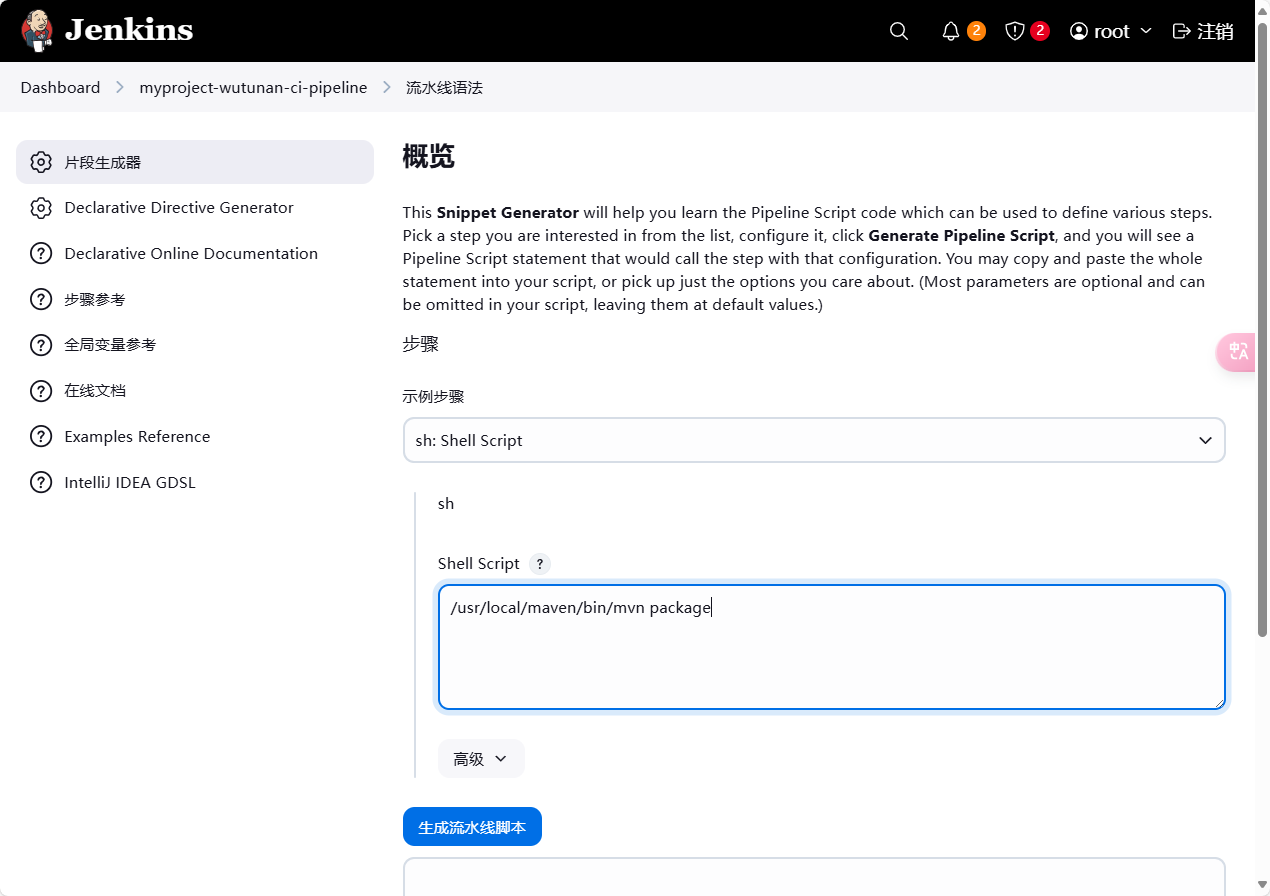 Jenkins
2
2
root
注销
Dashboard
myproject-wutunan-ci-pipeline
流水线语法
片段生成器
Declarative Directive Generator
Declarative Online Documentation
步骤参考
全局变量参考
在线文档
Examples Reference
IntelliJ IDEA GDSL
概览
This Snippet Generator will help you learn the Pipeline Script code which can be used to define various steps.
Pick a step you are interested in from the list, configure it, click Generate Pipeline Script, and you will see a
Pipeline Script statement that would call the step with that configuration. You may copy and paste the whole
statement into your script, or pick up just the options you care about. (Most parameters are optional and can
be omitted in your script, leaving them at default values.)
步骤
示例步骤
sh: Shell Script
sh
Shell Script ?
/usr/local/maven/bin/mvn package
高级
生成流水线脚本
中A